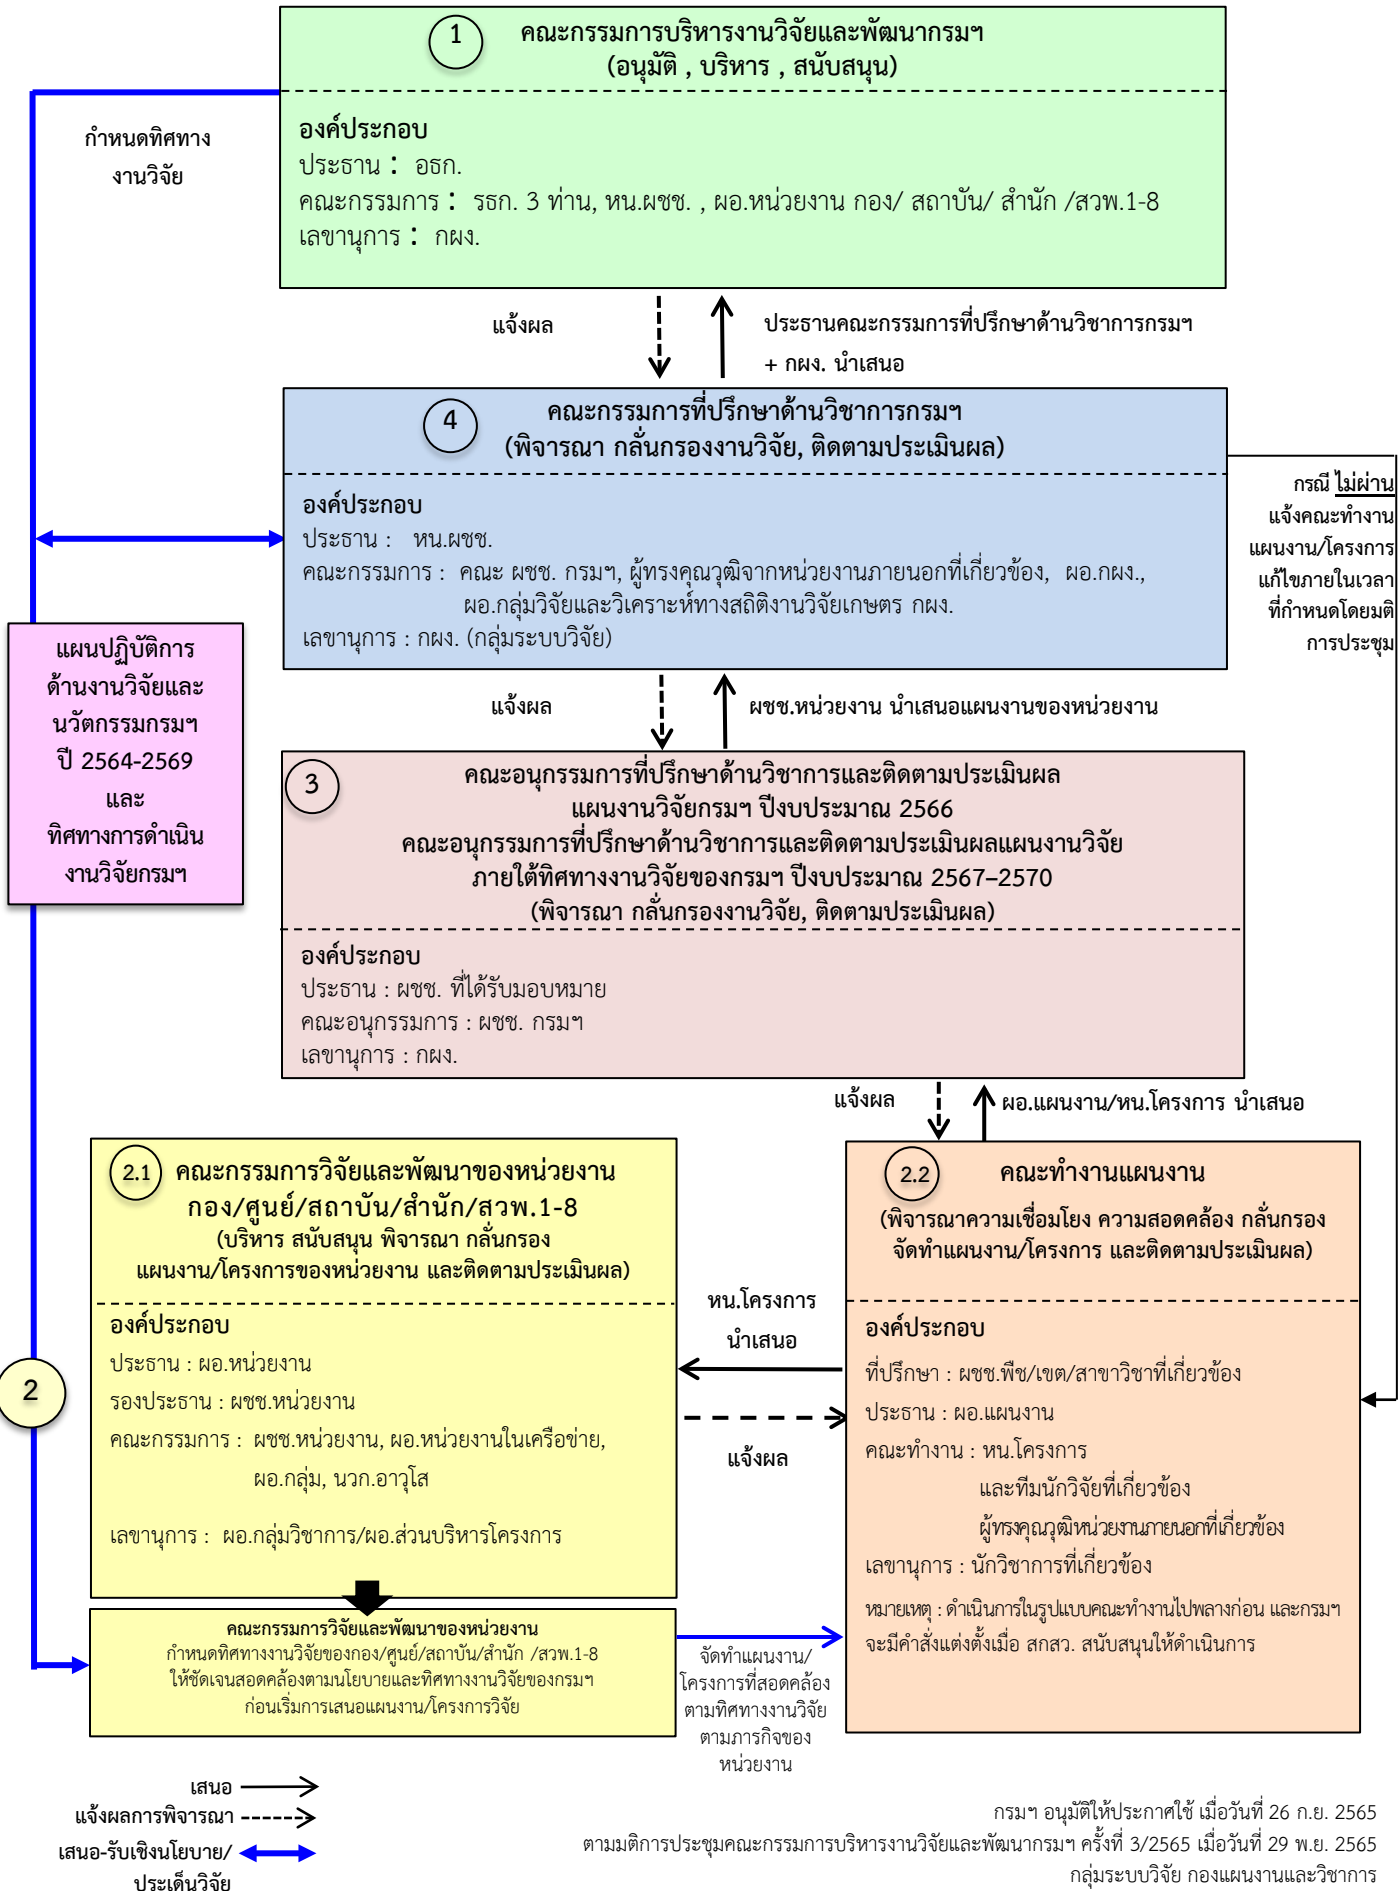 1
คณะกรรมการบริหารงานวิจัยและพัฒนากรมฯ
(อนุมัติ , บริหาร , สนับสนุน)
กำหนดทิศทาง
งานวิจัย
องค์ประกอบ
ประธาน : อธก.
คณะกรรมการ : รธก. 3 ท่าน, หน.ผชช. , ผอ.หน่วยงาน กอง/ สถาบัน/ สำนัก /สวพ.1-8
เลขานุการ : กผง.
แจ้งผล
ประธานคณะกรรมการที่ปรึกษาด้านวิชาการกรมฯ
+ กผง. นำเสนอ
4
คณะกรรมการที่ปรึกษาด้านวิชาการกรมฯ
(พิจารณา กลั่นกรองงานวิจัย, ติดตามประเมินผล)
องค์ประกอบ
ประธาน : หน.ผชช.
คณะกรรมการ : คณะ ผชช. กรมฯ, ผู้ทรงคุณวุฒิจากหน่วยงานภายนอกที่เกี่ยวข้อง, ผอ.กผง.,
ผอ.กลุ่มวิจัยและวิเคราะห์ทางสถิติงานวิจัยเกษตร กผง.
เลขานุการ : กผง. (กลุ่มระบบวิจัย)
กรณี ไม่ผ่าน
แจ้งคณะทำงาน
แผนงาน/โครงการ
แก้ไขภายในเวลา
ที่กำหนดโดยมติ
การประชุม
แผนปฏิบัติการ
ด้านงานวิจัยและ
นวัตกรรมกรมฯ
ปี 2564-2569
และ
ทิศทางการดำเนิน
งานวิจัยกรมฯ
แจ้งผล
ผชช.หน่วยงาน นำเสนอแผนงานของหน่วยงาน
3
คณะอนุกรรมการที่ปรึกษาด้านวิชาการและติดตามประเมินผล
แผนงานวิจัยกรมฯ ปีงบประมาณ 2566
คณะอนุกรรมการที่ปรึกษาด้านวิชาการและติดตามประเมินผลแผนงานวิจัย
ภายใต้ทิศทางงานวิจัยของกรมฯ ปีงบประมาณ 2567–2570
(พิจารณา กลั่นกรองงานวิจัย, ติดตามประเมินผล)
องค์ประกอบ
ประธาน : ผชช. ที่ได้รับมอบหมาย
คณะอนุกรรมการ : ผชช. กรมฯ
เลขานุการ : กผง.
แจ้งผล
ผอ.แผนงาน/หน.โครงการ นำเสนอ
2.1
คณะกรรมการวิจัยและพัฒนาของหน่วยงาน
กอง/ศูนย์/สถาบัน/สำนัก/สวพ.1-8
(บริหาร สนับสนุน พิจารณา กลั่นกรอง
แผนงาน/โครงการของหน่วยงาน และติดตามประเมินผล)
องค์ประกอบ
ประธาน : ผอ.หน่วยงาน
รองประธาน : ผชช.หน่วยงาน
คณะกรรมการ : ผชช.หน่วยงาน, ผอ.หน่วยงานในเครือข่าย,
ผอ.กลุ่ม, นวก.อาวุโส
เลขานุการ : ผอ.กลุ่มวิชาการ/ผอ.ส่วนบริหารโครงการ
2
หน.โครงการ
นำเสนอ
แจ้งผล
2.2
คณะทำงานแผนงาน
(พิจารณาความเชื่อมโยง ความสอดคล้อง กลั่นกรอง
จัดทำแผนงาน/โครงการ และติดตามประเมินผล)
องค์ประกอบ
ที่ปรึกษา : ผชช.พืช/เขต/สาขาวิชาที่เกี่ยวข้อง
ประธาน : ผอ.แผนงาน
คณะทำงาน : หน.โครงการ
และทีมนักวิจัยที่เกี่ยวข้อง
ผู้ทรงคุณวุฒิหน่วยงานภายนอกที่เกี่ยวข้อง
เลขานุการ : นักวิชาการที่เกี่ยวข้อง
หมายเหตุ : ดำเนินการในรูปแบบคณะทำงานไปพลางก่อน และกรมฯ
จะมีคำสั่งแต่งตั้งเมื่อ สกสว. สนับสนุนให้ดำเนินการ
คณะกรรมการวิจัยและพัฒนาของหน่วยงาน
กำหนดทิศทางงานวิจัยของกอง/ศูนย์/สถาบัน/สำนัก /สวพ.1-8
ให้ชัดเจนสอดคล้องตามนโยบายและทิศทางงานวิจัยของกรมฯ
ก่อนเริ่มการเสนอแผนงาน/โครงการวิจัย
จัดทำแผนงาน/
โครงการที่สอดคล้อง
ตามทิศทางงานวิจัย
ตามภารกิจของ
หน่วยงาน
เสนอ
แจ้งผลการพิจารณา
เสนอ-รับเชิงนโยบาย/
ประเด็นวิจัย
กรมฯ อนุมัติให้ประกาศใช้ เมื่อวันที่ 26 ก.ย. 2565
ตามมติการประชุมคณะกรรมการบริหารงานวิจัยและพัฒนากรมฯ ครั้งที่ 3/2565 เมื่อวันที่ 29 พ.ย. 2565
กลุ่มระบบวิจัย กองแผนงานและวิชาการ